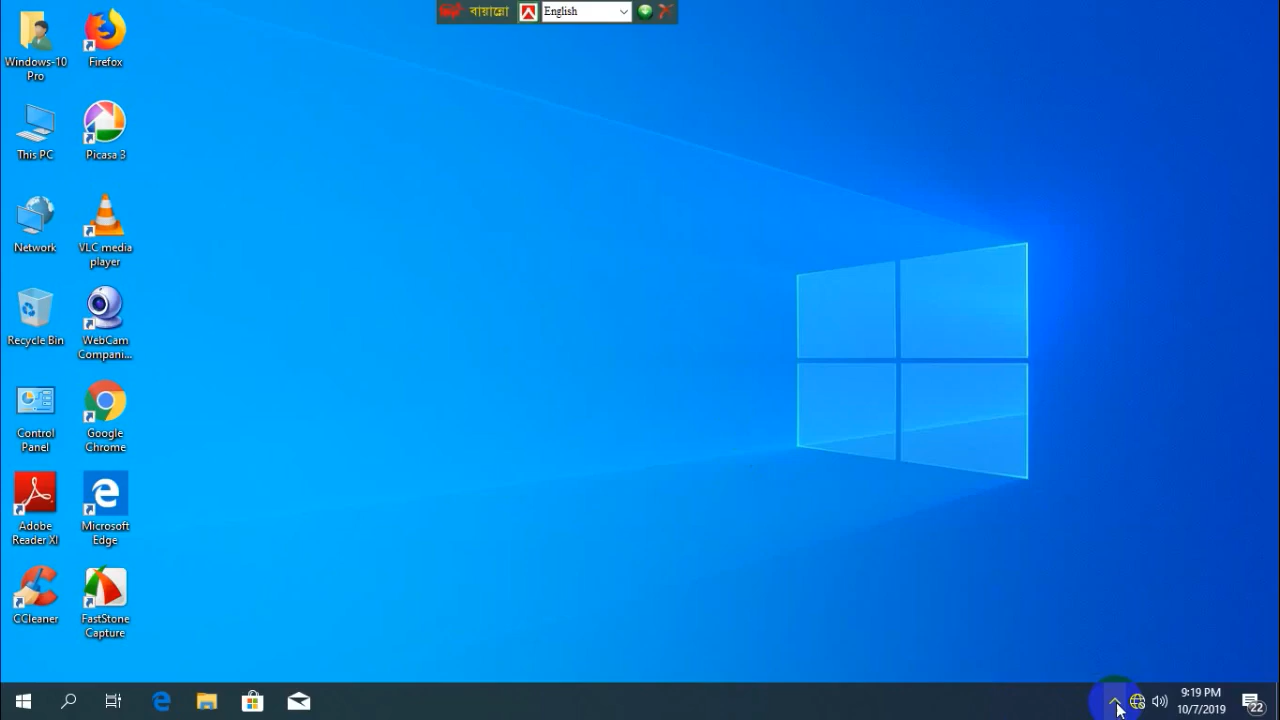 বায়ান্নো English
Windows-10
Pro
Firefox
This PC
Picasa 3
Network
VLC media
player
Recycle Bin
WebCam
Compani...
Control
Panel
Google
Chrome
Adobe
Reader XI
Microsoft
Edge
CCleaner
FastStone
Capture
9:19 PM
10/7/2019
22